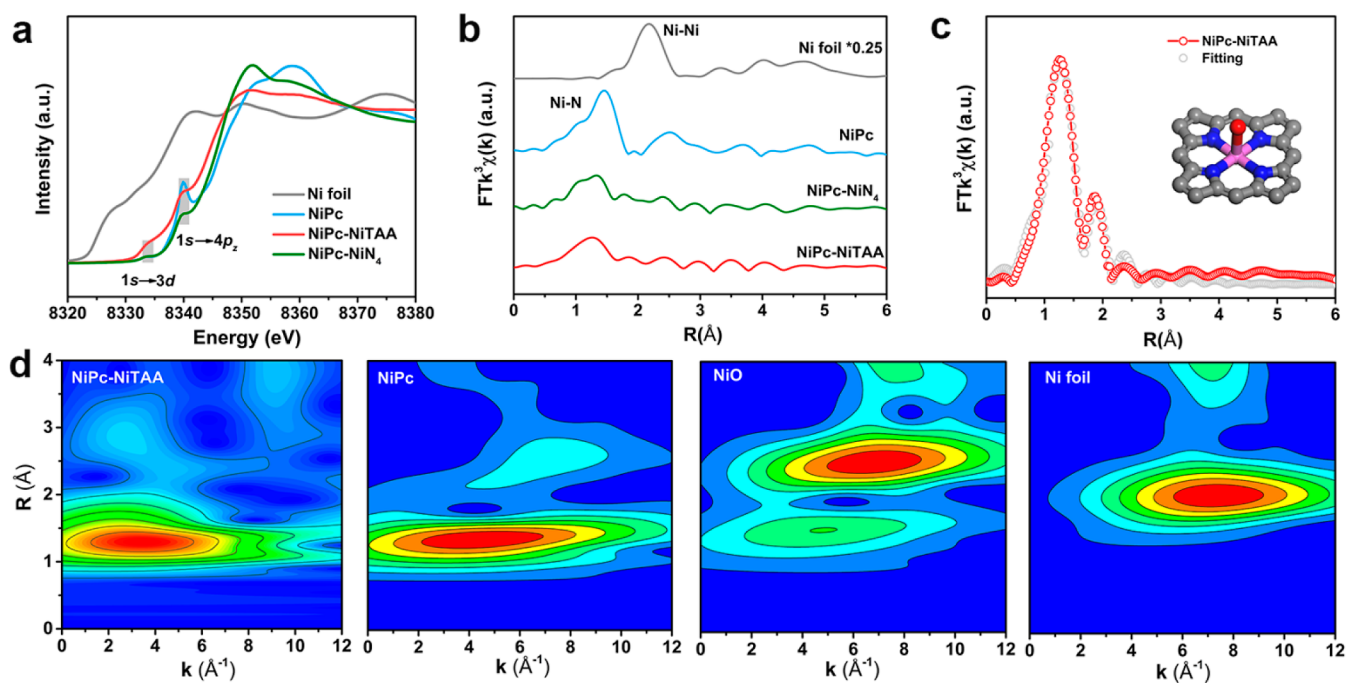 a
Intensity (a.u.)
1s→4pz
1s→3d
Ni foil
NiPc
NiPc-NiTAA
NiPc-NiN4
8320 8330 8340 8350 8360 8370 8380
Energy (eV)
b
FTk³χ(k) (a.u.)
Ni-Ni
Ni foil *0.25
Ni-N
NiPc
NiPc-NiN4
NiPc-NiTAA
0 1 2 3 4 5 6
R(Å)
c
FTk³χ(k) (a.u.)
NiPc-NiTAA
Fitting
0 1 2 3 4 5 6
R(Å)
d
R (Å)
4
3
2
1
0
NiPc-NiTAA
0 2 4 6 8 10 12
k (Å⁻¹)
NiPc
0 2 4 6 8 10 12
k (Å⁻¹)
NiO
0 2 4 6 8 10 12
k (Å⁻¹)
Ni foil
0 2 4 6 8 10 12
k (Å⁻¹)